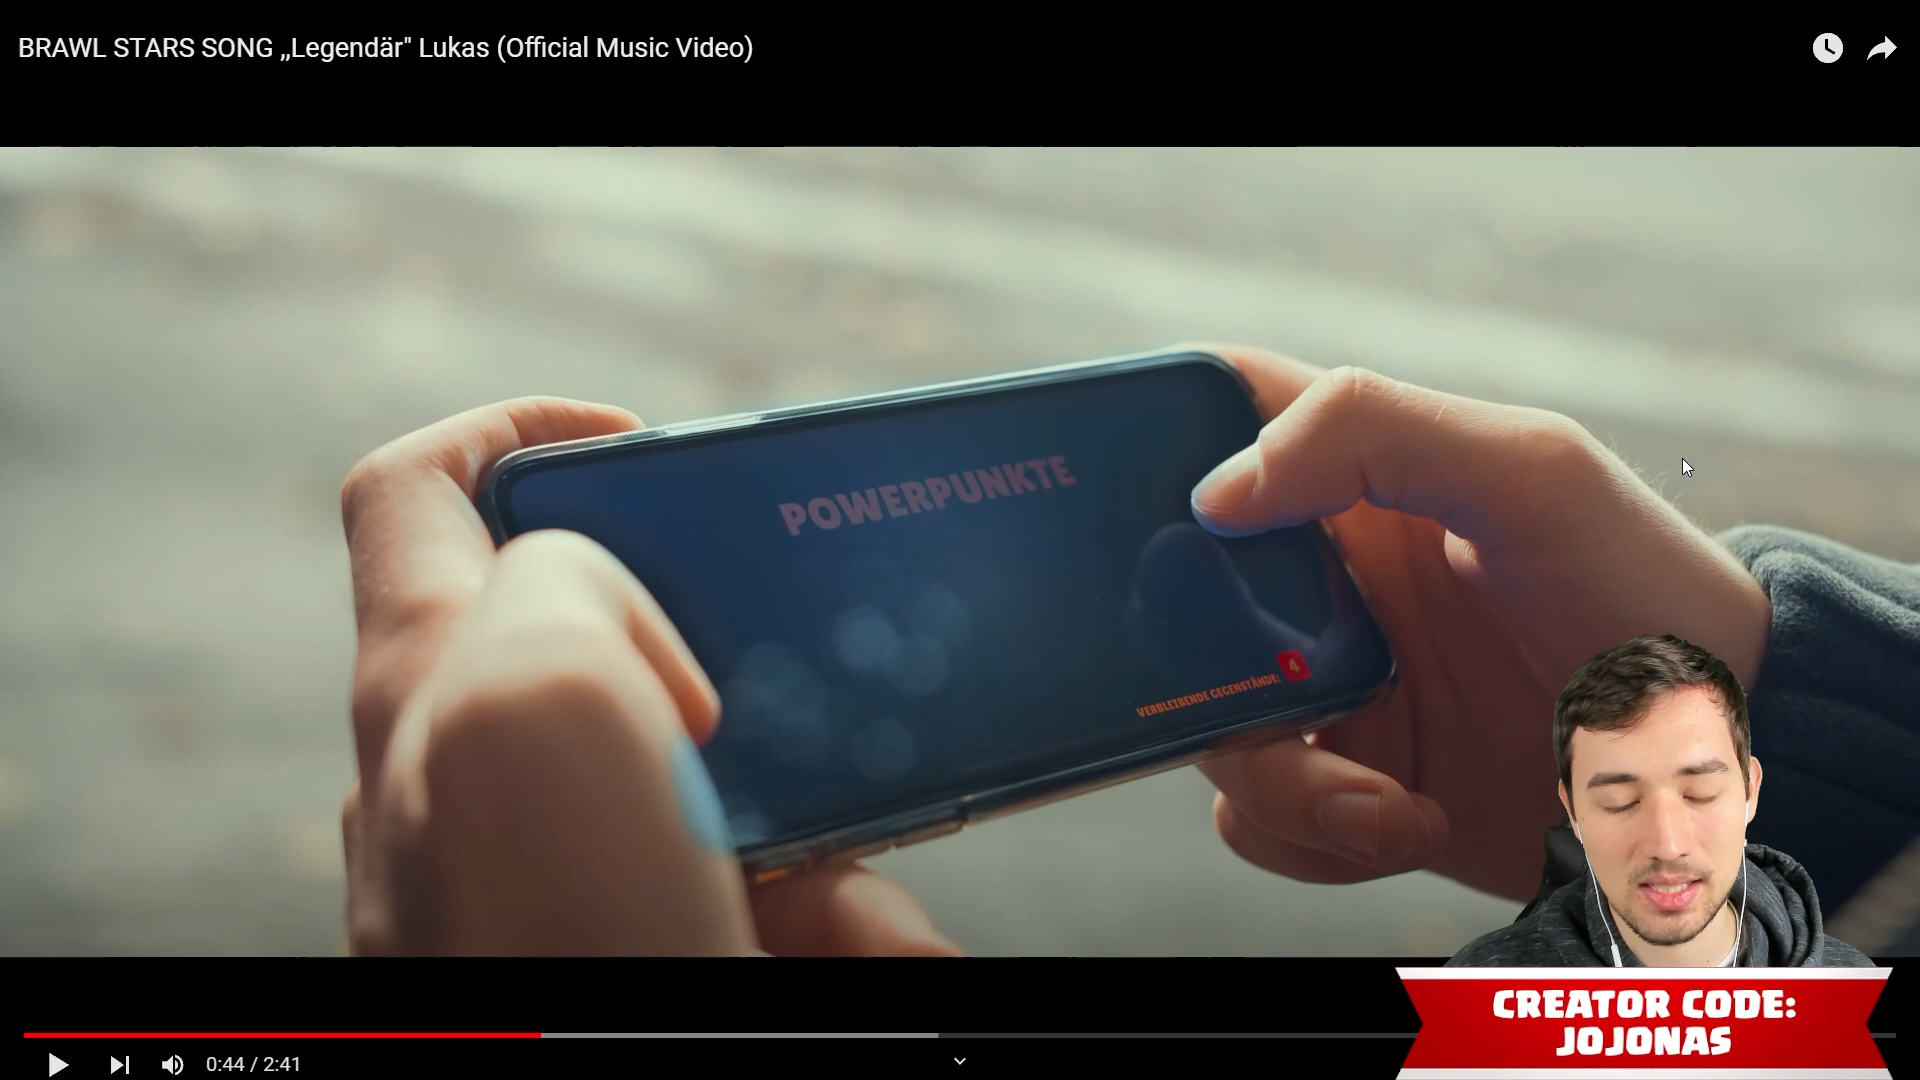 BRAWL STARS SONG „Legendär" Lukas (Official Music Video)
POWERPUNKTE
4
VERBLEIBENDE GEGENSTÄNDE:
CREATOR CODE:
JOJONAS
0:44 / 2:41